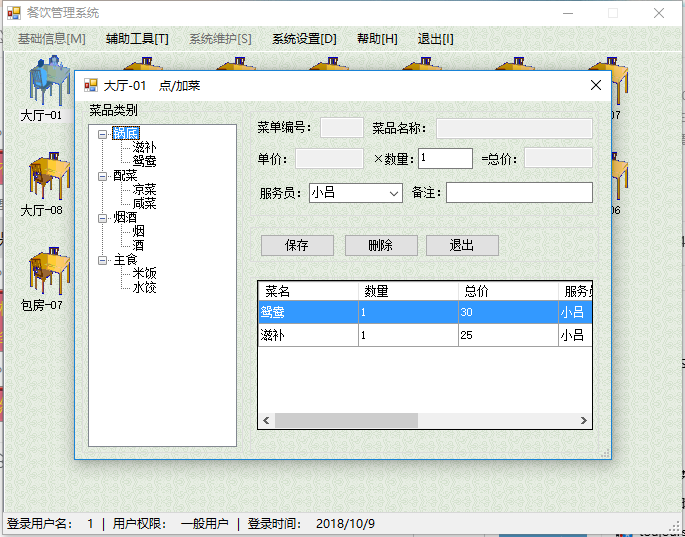 餐饮管理系统
基础信息[M] 辅助工具[T] 系统维护[S] 系统设置[D] 帮助[H] 退出[I]
大厅-01 点/加菜
菜品类别
锅底
滋补
鸳鸯
配菜
凉菜
咸菜
烟酒
烟
酒
主食
米饭
水饺
菜单编号: 菜品名称:
单价: ×数量: 1 =总价:
服务员: 小吕 备注:
保存 删除 退出
菜名 数量 总价 服务员
鸳鸯 1 30 小吕
滋补 1 25 小吕
大厅-01
07
大厅-08
06
包房-07
登录用户名: 1 | 用户权限: 一般用户 | 登录时间: 2018/10/9